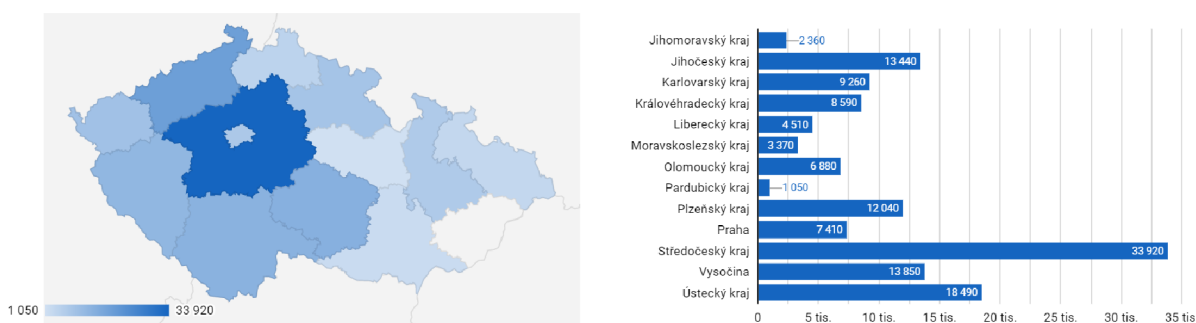 1 050
33 920
Jihomoravský kraj
2 360
Jihočeský kraj
13 440
Karlovarský kraj
9 260
Královéhradecký kraj
8 590
Liberecký kraj
4 510
Moravskoslezský kraj
3 370
Olomoucký kraj
6 880
Pardubický kraj
1 050
Plzeňský kraj
12 040
Praha
7 410
Středočeský kraj
33 920
Vysočina
13 850
Ústecký kraj
18 490
0
5 tis.
10 tis.
15 tis.
20 tis.
25 tis.
30 tis.
35 tis.